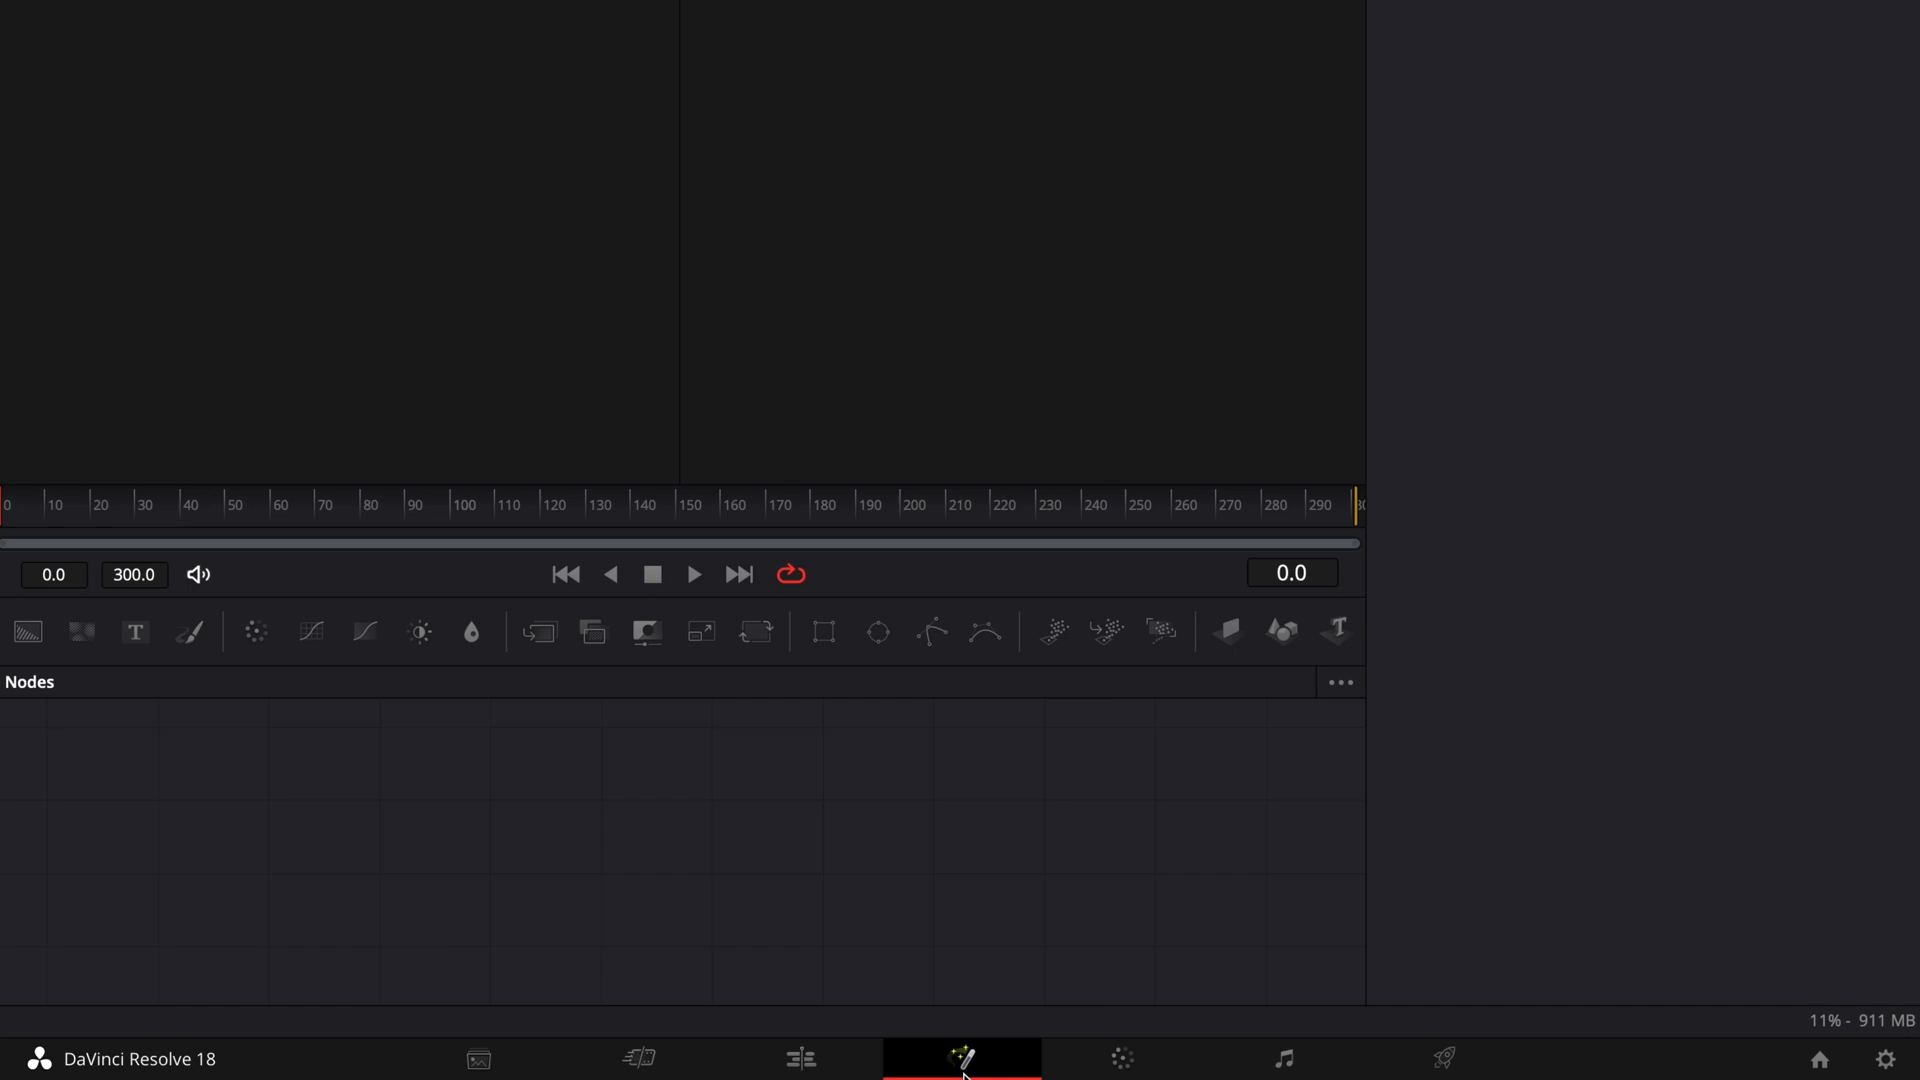 0 10 20 30 40 50 60 70 80 90 100 110 120 130 140 150 160 170 180 190 200 210 220 230 240 250 260 270 280 290
0.0 300.0 0.0
T T
Nodes
11% - 911 MB
DaVinci Resolve 18